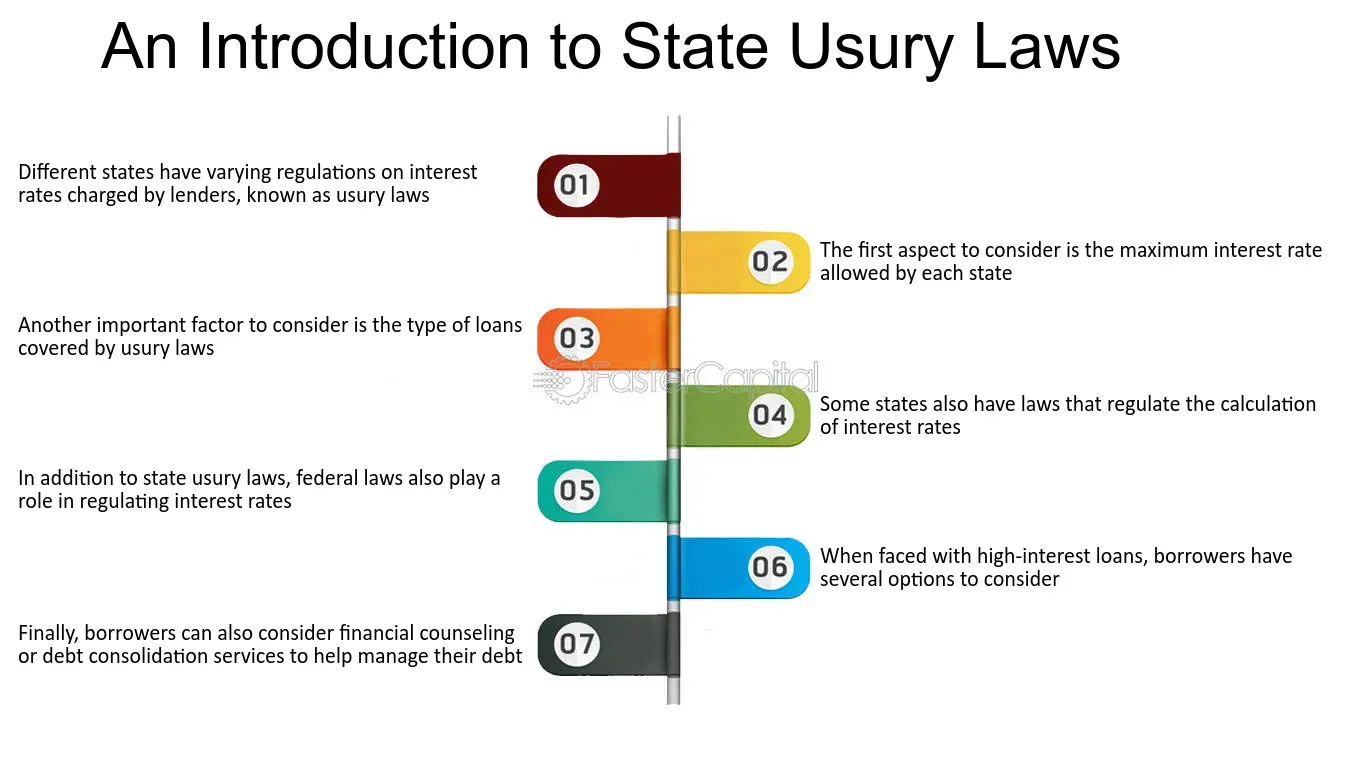 An Introduction to State Usury Laws
Different states have varying regulations on interest
rates charged by lenders, known as usury laws
01
02
The first aspect to consider is the maximum interest rate
allowed by each state
Another important factor to consider is the type of loans
covered by usury laws
03
FasterCapital
04
Some states also have laws that regulate the calculation
of interest rates
In addition to state usury laws, federal laws also play a
role in regulating interest rates
05
06
When faced with high-interest loans, borrowers have
several options to consider
Finally, borrowers can also consider financial counseling
or debt consolidation services to help manage their debt
07